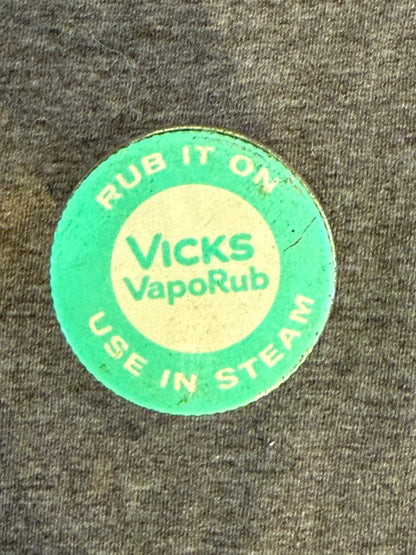 RUB IT ON
VICKS
VapoRub
USE IN STEAM